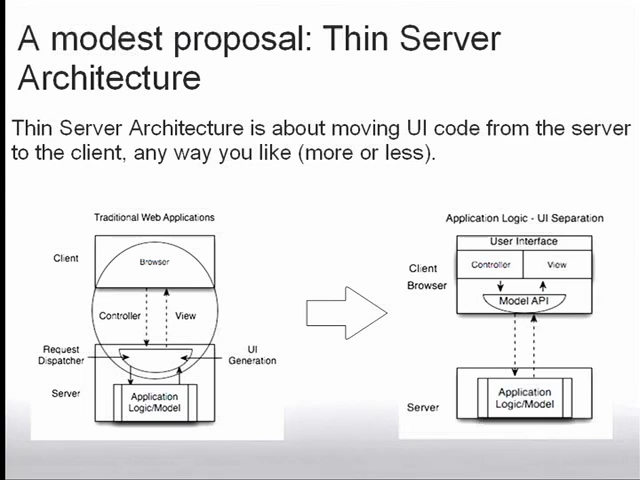 A modest proposal: Thin Server
Architecture
Thin Server Architecture is about moving UI code from the server
to the client, any way you like (more or less).
Traditional Web Applications
Client
Browser
Controller
View
Request
Dispatcher
UI
Generation
Server
Application
Logic/Model
Application Logic - UI Separation
User Interface
Client
Browser
Controller
View
Model API
Server
Application
Logic/Model